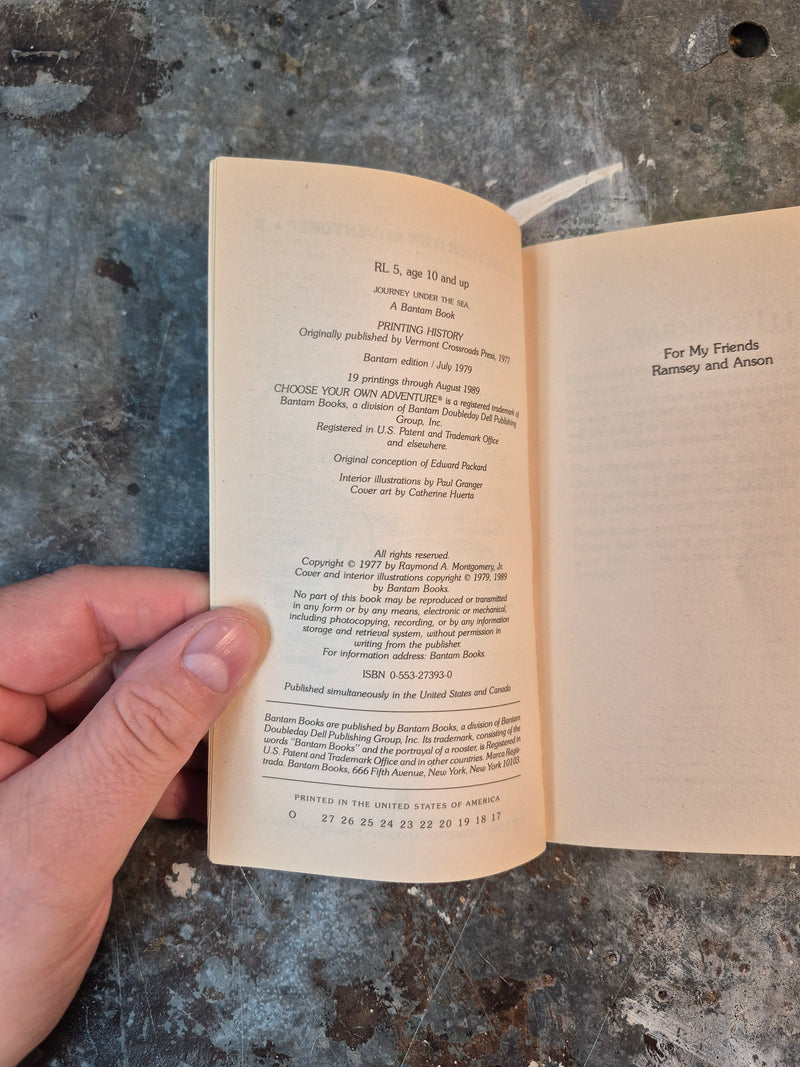 RL 5, age 10 and up
JOURNEY UNDER THE SEA
A Bantam Book
PRINTING HISTORY
Originally published by Vermont Crossroads Press, 1977
Bantam edition / July 1979
19 printings through August 1989
CHOOSE YOUR OWN ADVENTURE® is a registered trademark of
Bantam Books, a division of Bantam Doubleday Dell Publishing
Group, Inc.
Registered in U.S. Patent and Trademark Office
and elsewhere.
Original conception of Edward Packard
Interior illustrations by Paul Granger
Cover art by Catherine Huerta
All rights reserved.
Copyright © 1977 by Raymond A. Montgomery, Jr.
Cover and interior illustrations copyright © 1979, 1989
by Bantam Books.
No part of this book may be reproduced or transmitted
in any form or by any means, electronic or mechanical,
including photocopying, recording, or by any information
storage and retrieval system, without permission in
writing from the publisher.
For information address: Bantam Books.
ISBN 0-553-27393-0
Published simultaneously in the United States and Canada
Bantam Books are published by Bantam Books, a division of Bantam
Doubleday Dell Publishing Group, Inc. Its trademark, consisting of the
words "Bantam Books" and the portrayal of a rooster, is Registered in
U.S. Patent and Trademark Office and in other countries. Marca Regis-
trada. Bantam Books, 666 Fifth Avenue, New York, New York 10103.
PRINTED IN THE UNITED STATES OF AMERICA
O 27 26 25 24 23 22 20 19 18 17
For My Friends
Ramsey and Anson